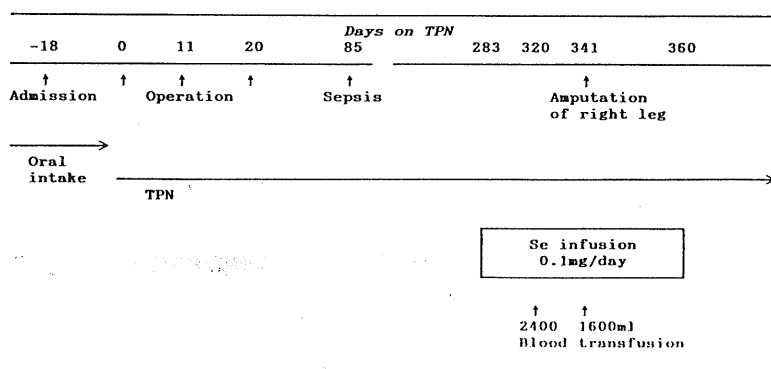 Days on TPN
-18 0 11 20 85 283 320 341 360
Admission Operation Sepsis Amputation
of right leg
Oral
intake
TPN
Se infusion
0.1mg/day
2400 1600ml
Blood transfusion